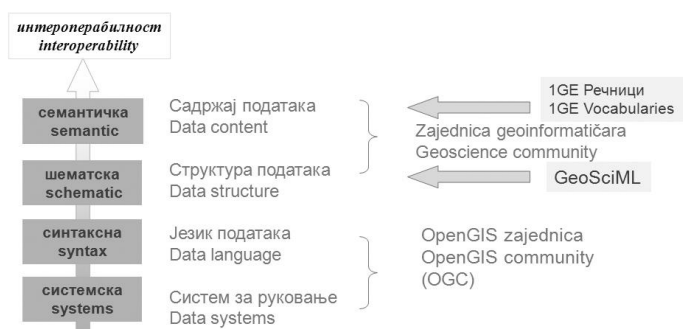 интероперабилност
interoperability
семантичка
semantic
Садржај података
Data content
1GE Речници
1GE Vocabularies
Zajednica geoinformatičara
Geoscience community
шематска
schematic
Структура података
Data structure
GeoSciML
синтаксна
syntax
Језик података
Data language
OpenGIS zajednica
OpenGIS community
(OGC)
системска
systems
Систем за руковање
Data systems